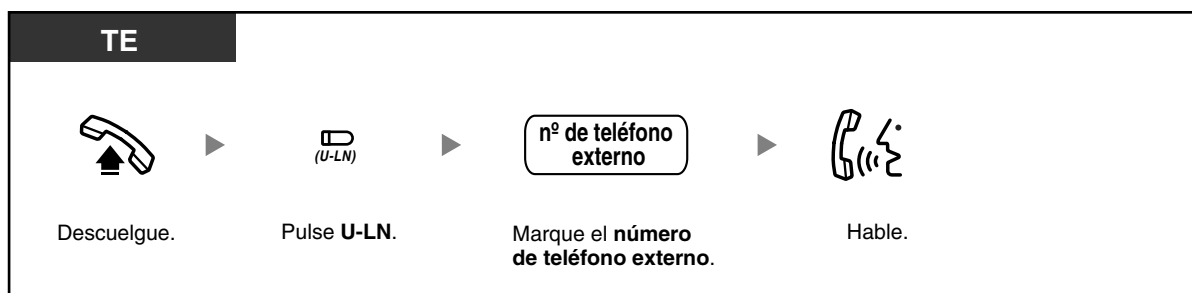 TE
(U-LN)
nº de teléfono
externo
Descuelgue.
Pulse U-LN.
Marque el número
de teléfono externo.
Hable.